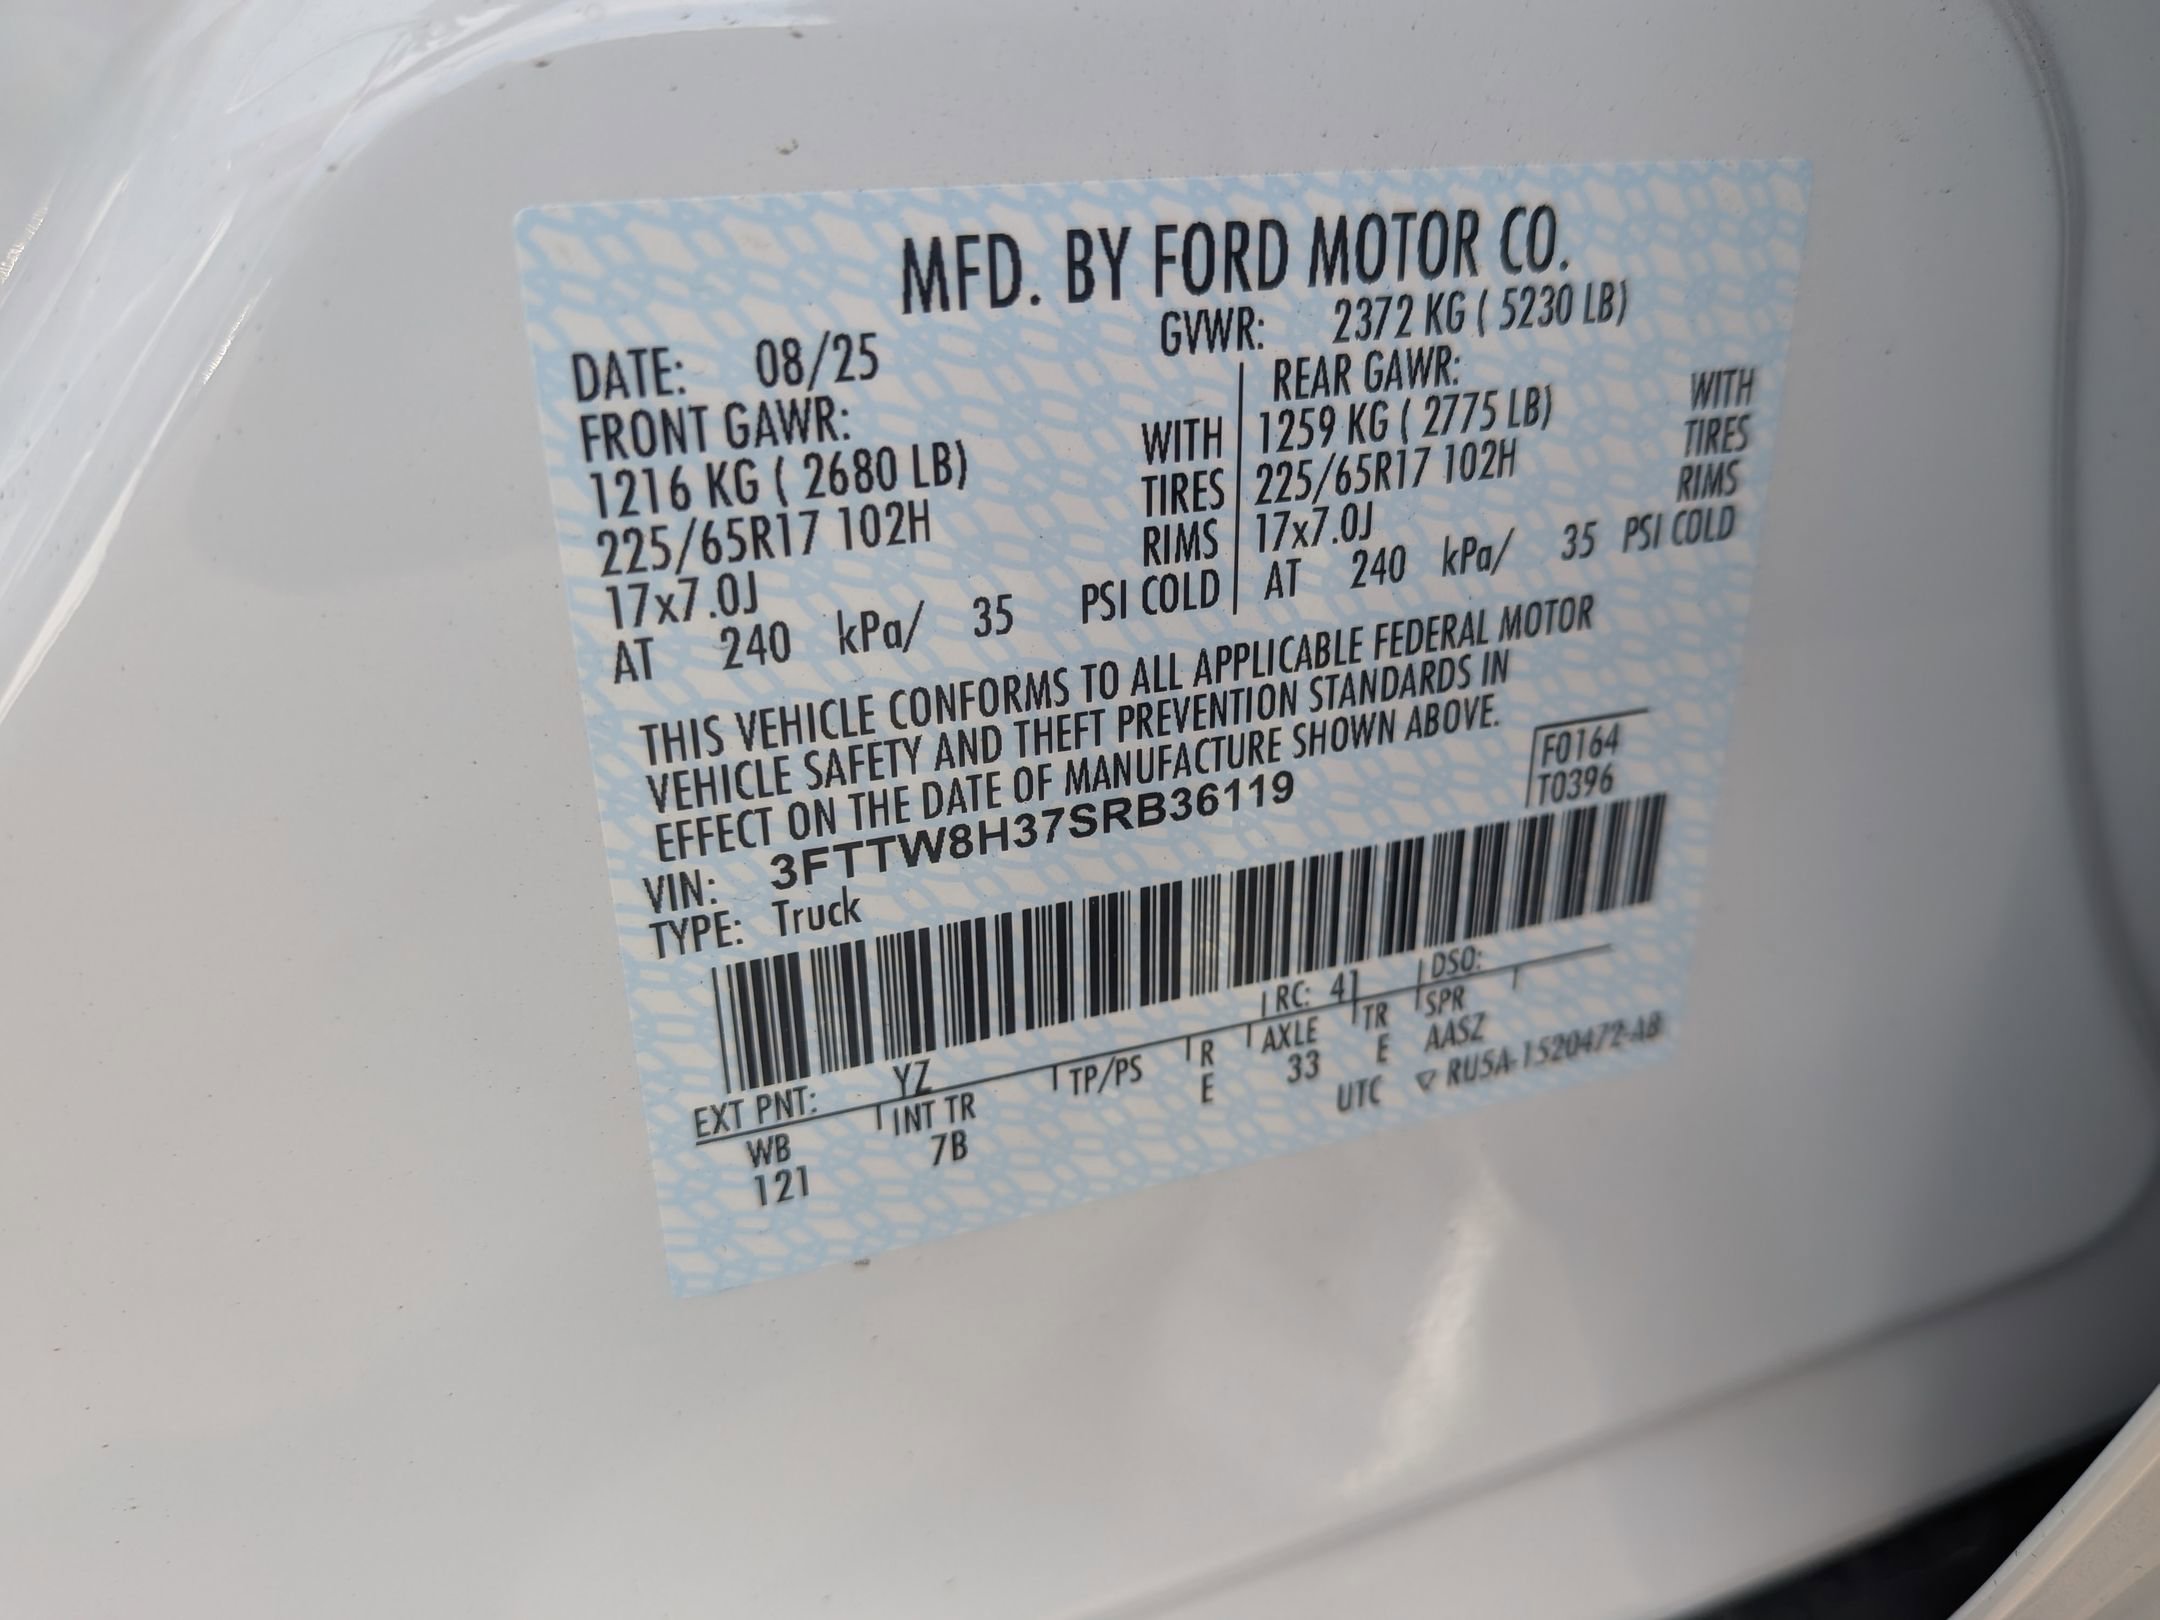 MFD. BY FORD MOTOR CO.
DATE: 08/25 GVWR: 2372 KG ( 5230 LB)
FRONT GAWR: REAR GAWR:
1216 KG ( 2680 LB) WITH 1259 KG ( 2775 LB) WITH
225/65R17 102H TIRES 225/65R17 102H TIRES
17x7.0J RIMS 17x7.0J RIMS
AT 240 kPa/ 35 PSI COLD AT 240 kPa/ 35 PSI COLD
THIS VEHICLE CONFORMS TO ALL APPLICABLE FEDERAL MOTOR
VEHICLE SAFETY AND THEFT PREVENTION STANDARDS IN
EFFECT ON THE DATE OF MANUFACTURE SHOWN ABOVE.
F0164
VIN: 3FTTW8H37SRB36119
T0396
TYPE: Truck
EXT PNT: YZ RC: 41 DSO:
WB INT TR TP/PS R AXLE TR SPR
121 7B E 33 E AASZ
UTC ▽ RU5A-1520472-AB